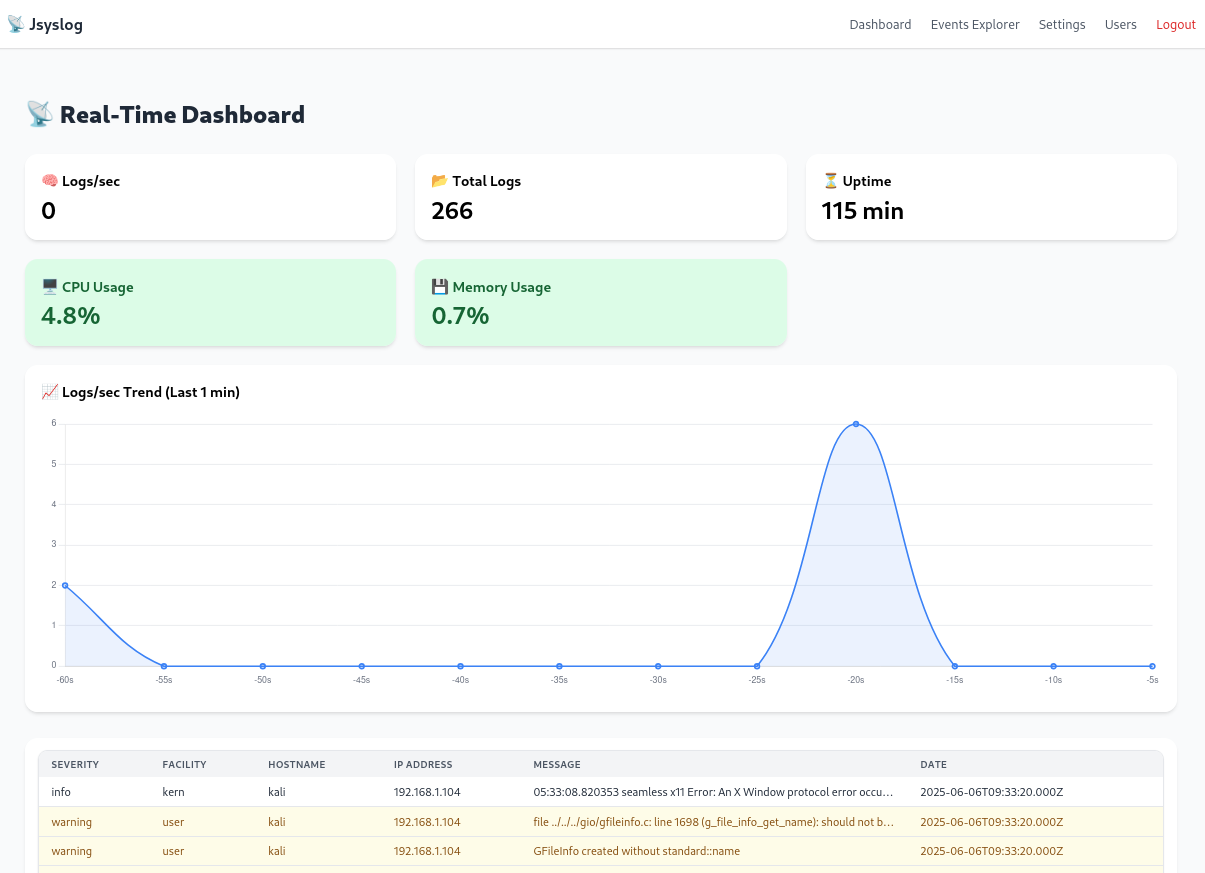 📡 Jsyslog Dashboard Events Explorer Settings Users Logout
📡 Real-Time Dashboard
🧠 Logs/sec
0
📂 Total Logs
266
⏳ Uptime
115 min
🖥️ CPU Usage
4.8%
💾 Memory Usage
0.7%
📈 Logs/sec Trend (Last 1 min)
6
5
4
3
2
1
0
-60s -55s -50s -45s -40s -35s -30s -25s -20s -15s -10s -5s
SEVERITY FACILITY HOSTNAME IP ADDRESS MESSAGE DATE
info kern kali 192.168.1.104 05:33:08.820353 seamless x11 Error: An X Window protocol error occu... 2025-06-06T09:33:20.000Z
warning user kali 192.168.1.104 file ../../../gio/gfileinfo.c: line 1698 (g_file_info_get_name): should not b... 2025-06-06T09:33:20.000Z
warning user kali 192.168.1.104 GFileInfo created without standard::name 2025-06-06T09:33:20.000Z